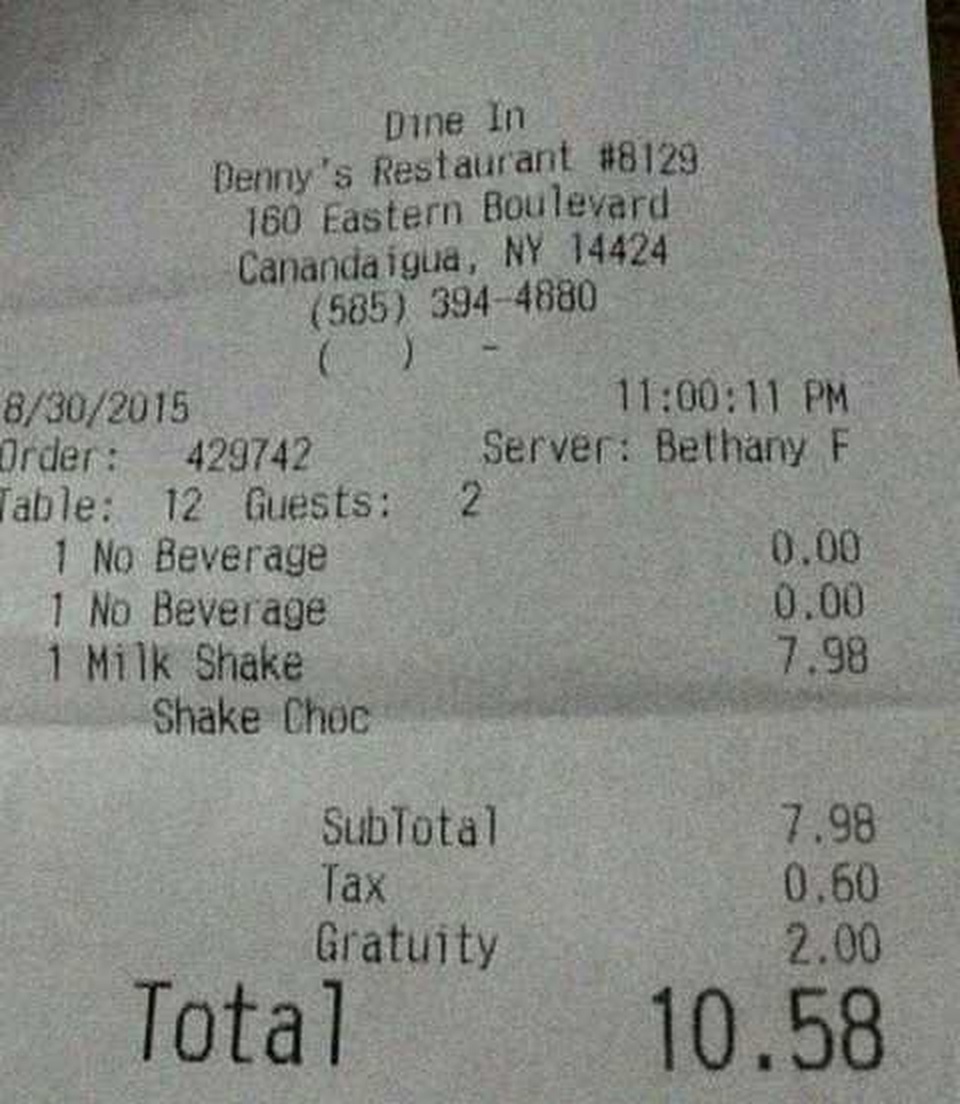 Dine In
Denny's Restaurant #8129
160 Eastern Boulevard
Canandaigua, NY 14424
(585) 394-4880
( ) -
8/30/2015 11:00:11 PM
Order: 429742 Server: Bethany F
Table: 12 Guests: 2
1 No Beverage 0.00
1 No Beverage 0.00
1 Milk Shake 7.98
Shake Choc
SubTotal 7.98
Tax 0.60
Gratuity 2.00
Total 10.58